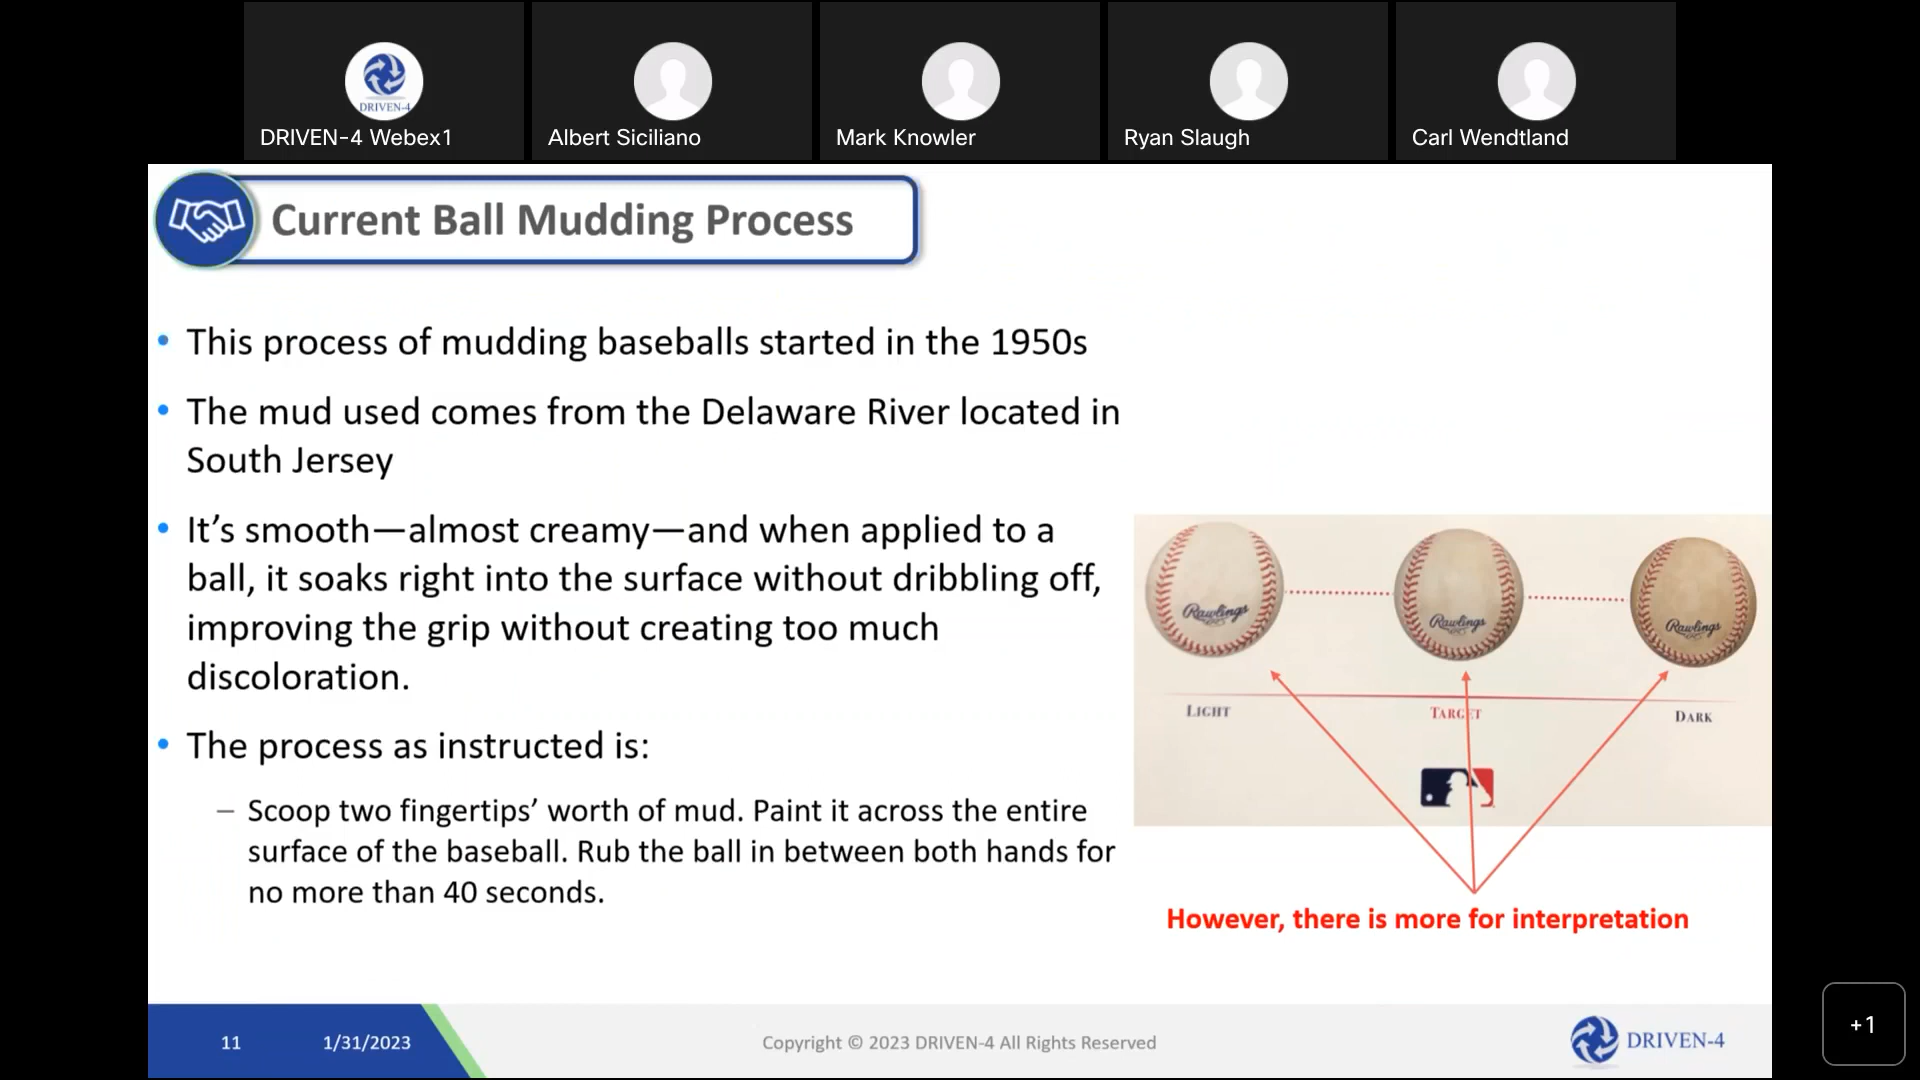 DRIVEN-4
DRIVEN-4 Webex1
Albert Siciliano
Mark Knowler
Ryan Slaugh
Carl Wendtland
Current Ball Mudding Process
• This process of mudding baseballs started in the 1950s
• The mud used comes from the Delaware River located in
South Jersey
• It’s smooth—almost creamy—and when applied to a
ball, it soaks right into the surface without dribbling off,
improving the grip without creating too much
discoloration.
• The process as instructed is:
– Scoop two fingertips’ worth of mud. Paint it across the entire
surface of the baseball. Rub the ball in between both hands for
no more than 40 seconds.
Rawlings
Rawlings
Rawlings
LIGHT
TARGET
DARK
However, there is more for interpretation
11
1/31/2023
Copyright © 2023 DRIVEN-4 All Rights Reserved
DRIVEN-4
+1